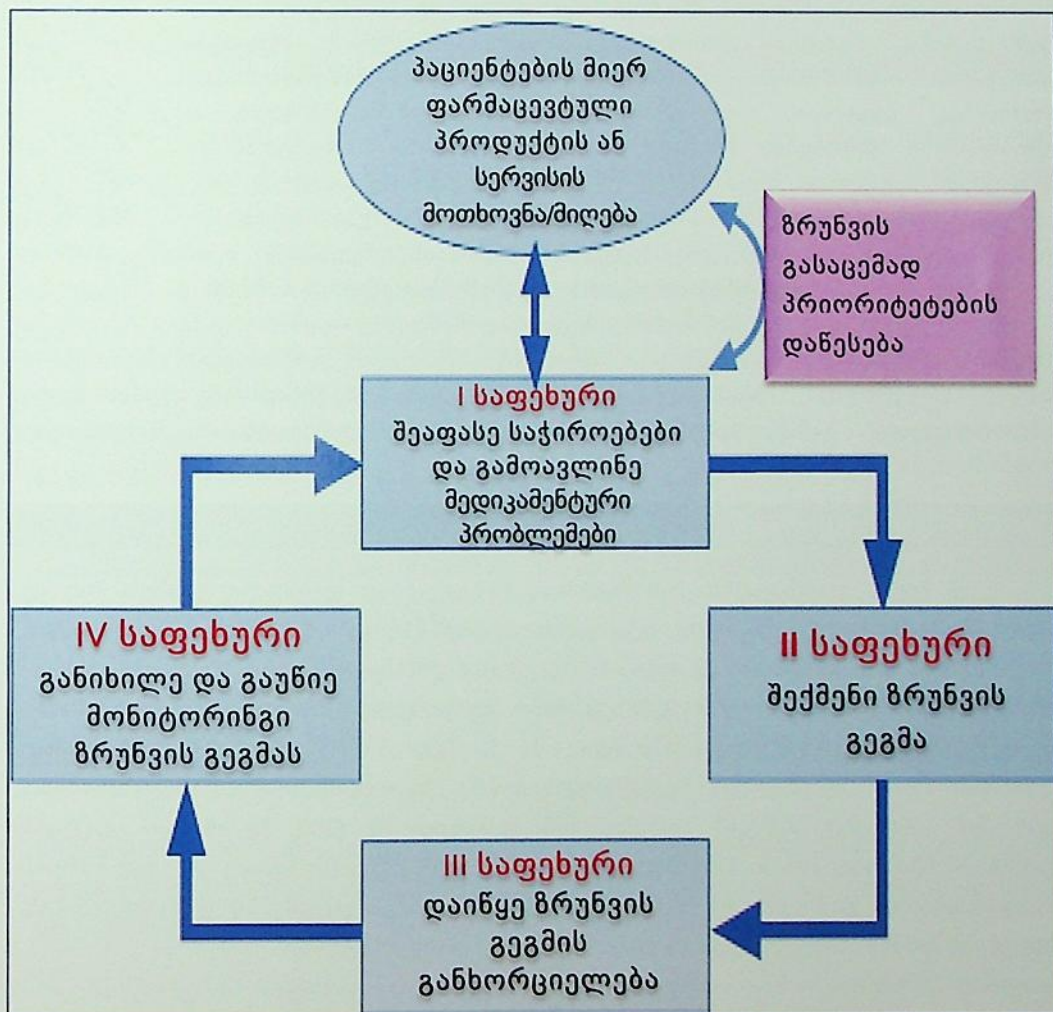 პაციენტების მიერ
ფარმაცევტული
პროდუქტის ან
სერვისის
მოთხოვნა/მიღება
ზრუნვის
გასაცემად
პრიორიტეტების
დაწესება
I საფეხური
შეაფასე საჭიროებები
და გამოავლინე
მედიკამენტური
პრობლემები
II საფეხური
შექმენი ზრუნვის
გეგმა
III საფეხური
დაიწყე ზრუნვის
გეგმის
განხორციელება
IV საფეხური
განიხილე და გაუწიე
მონიტორინგი
ზრუნვის გეგმას